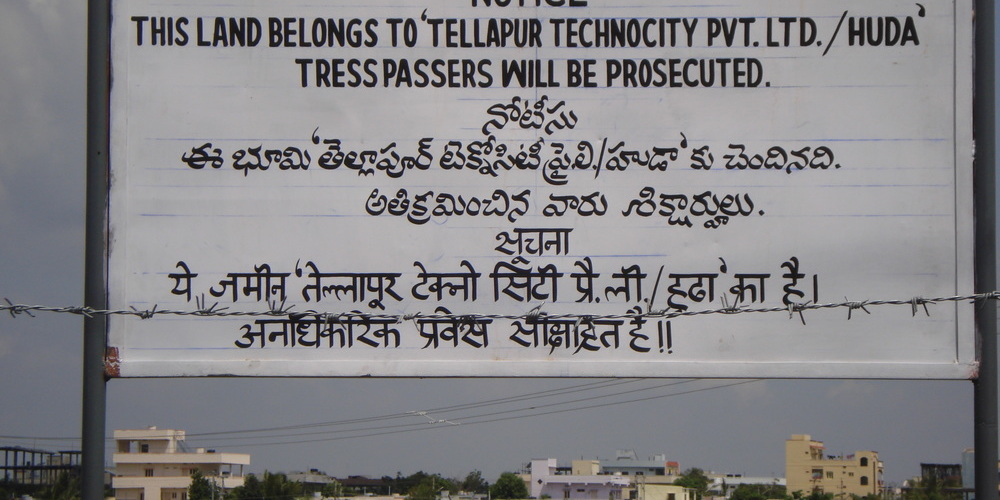 NOTICE
THIS LAND BELONGS TO 'TELLAPUR TECHNOCITY PVT. LTD./HUDA'
TRESSPASSERS WILL BE PROSECUTED.
నోటీసు
ఈ భూమి 'తెల్లాపూర్ టెక్నోసిటీ ప్రైలి/హుడా' కు చెందినది.
అతిక్రమించిన వారు శిక్షార్హులు.
सूचना
ये जमीन 'तेल्लापूर टेक्नो सिटी प्रै.ली./हुढा' का है।
अनधिकारिक प्रवेस है!!